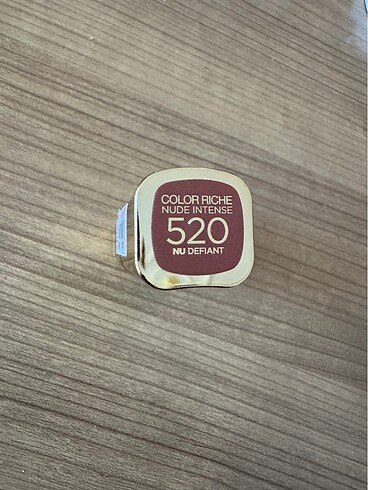 COLOR RICHE
NUDE INTENSE
520
NU DEFIANT